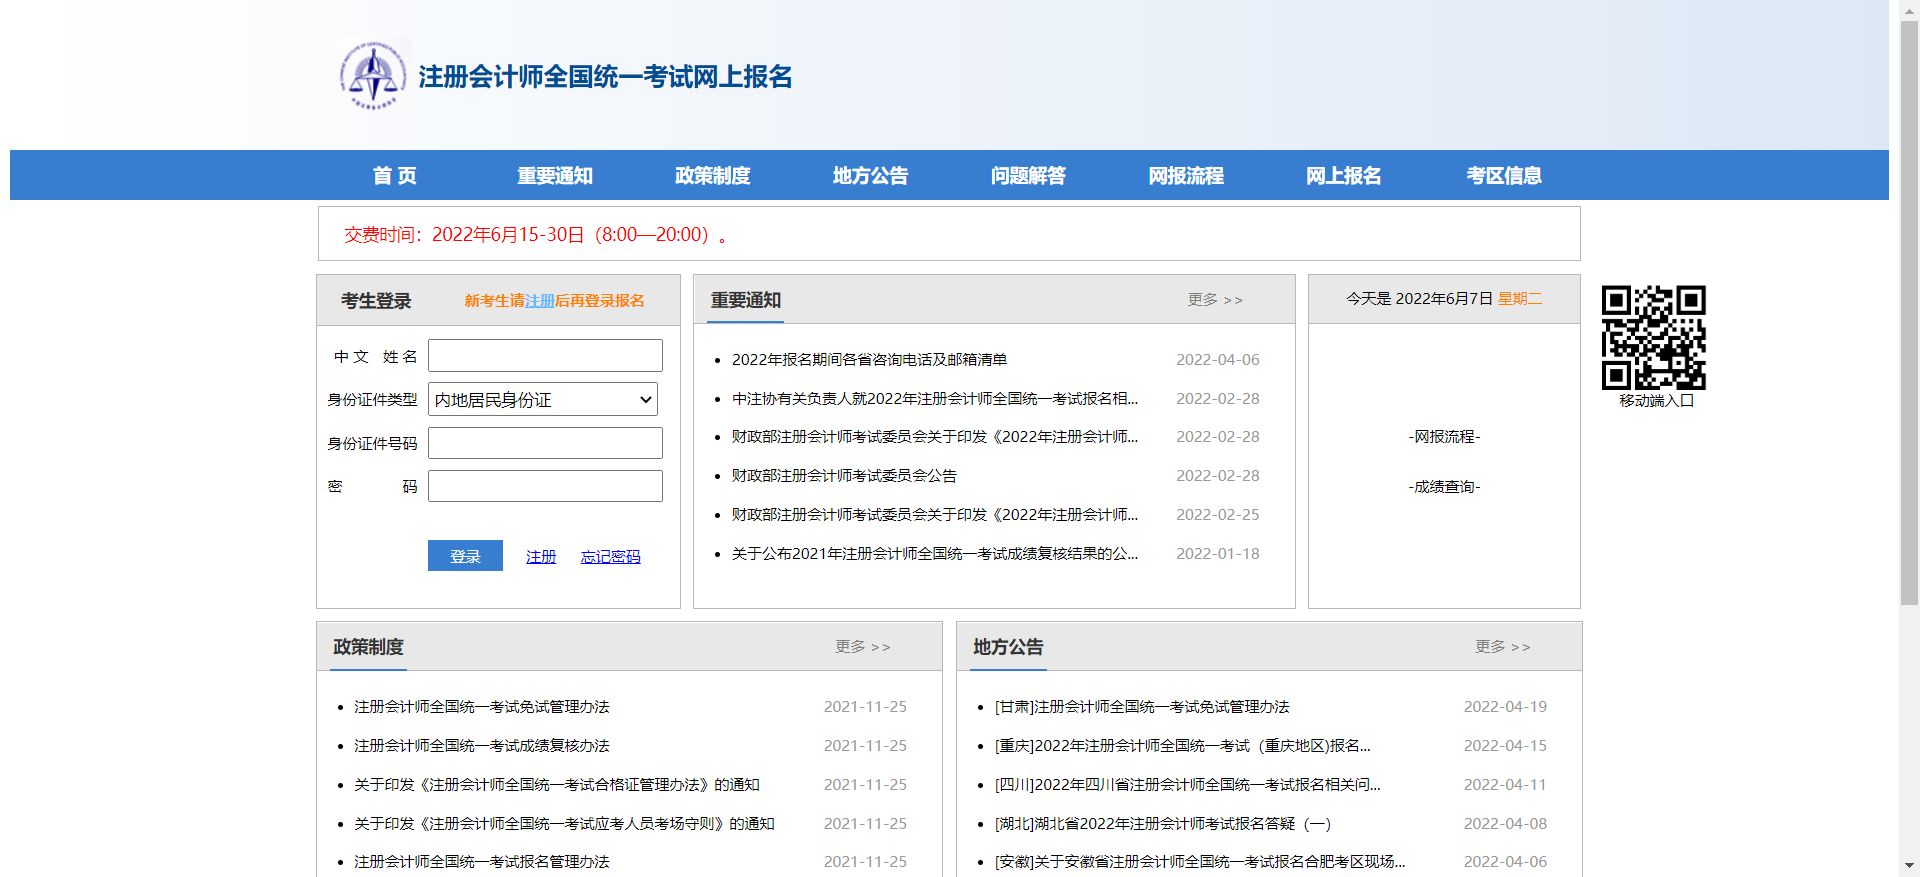 注册会计师全国统一考试网上报名
首 页 重要通知 政策制度 地方公告 问题解答 网报流程 网上报名 考区信息
交费时间：2022年6月15-30日（8:00—20:00）。
考生登录 新考生请注册后再登录报名
中 文 姓 名
身份证件类型 内地居民身份证
身份证件号码
密 码
登录 注册 忘记密码
重要通知 更多 >>
2022年报名期间各省咨询电话及邮箱清单 2022-04-06
中注协有关负责人就2022年注册会计师全国统一考试报名相... 2022-02-28
财政部注册会计师考试委员会关于印发《2022年注册会计师... 2022-02-28
财政部注册会计师考试委员会公告 2022-02-28
财政部注册会计师考试委员会关于印发《2022年注册会计师... 2022-02-25
关于公布2021年注册会计师全国统一考试成绩复核结果的公... 2022-01-18
今天是 2022年6月7日 星期二
-网报流程-
-成绩查询-
移动端入口
政策制度 更多 >>
注册会计师全国统一考试免试管理办法 2021-11-25
注册会计师全国统一考试成绩复核办法 2021-11-25
关于印发《注册会计师全国统一考试合格证管理办法》的通知 2021-11-25
关于印发《注册会计师全国统一考试应考人员考场守则》的通知 2021-11-25
注册会计师全国统一考试报名管理办法 2021-11-25
地方公告 更多 >>
[甘肃]注册会计师全国统一考试免试管理办法 2022-04-19
[重庆]2022年注册会计师全国统一考试（重庆地区)报名... 2022-04-15
[四川]2022年四川省注册会计师全国统一考试报名相关问... 2022-04-11
[湖北]湖北省2022年注册会计师考试报名答疑（一） 2022-04-08
[安徽]关于安徽省注册会计师全国统一考试报名合肥考区现场... 2022-04-06